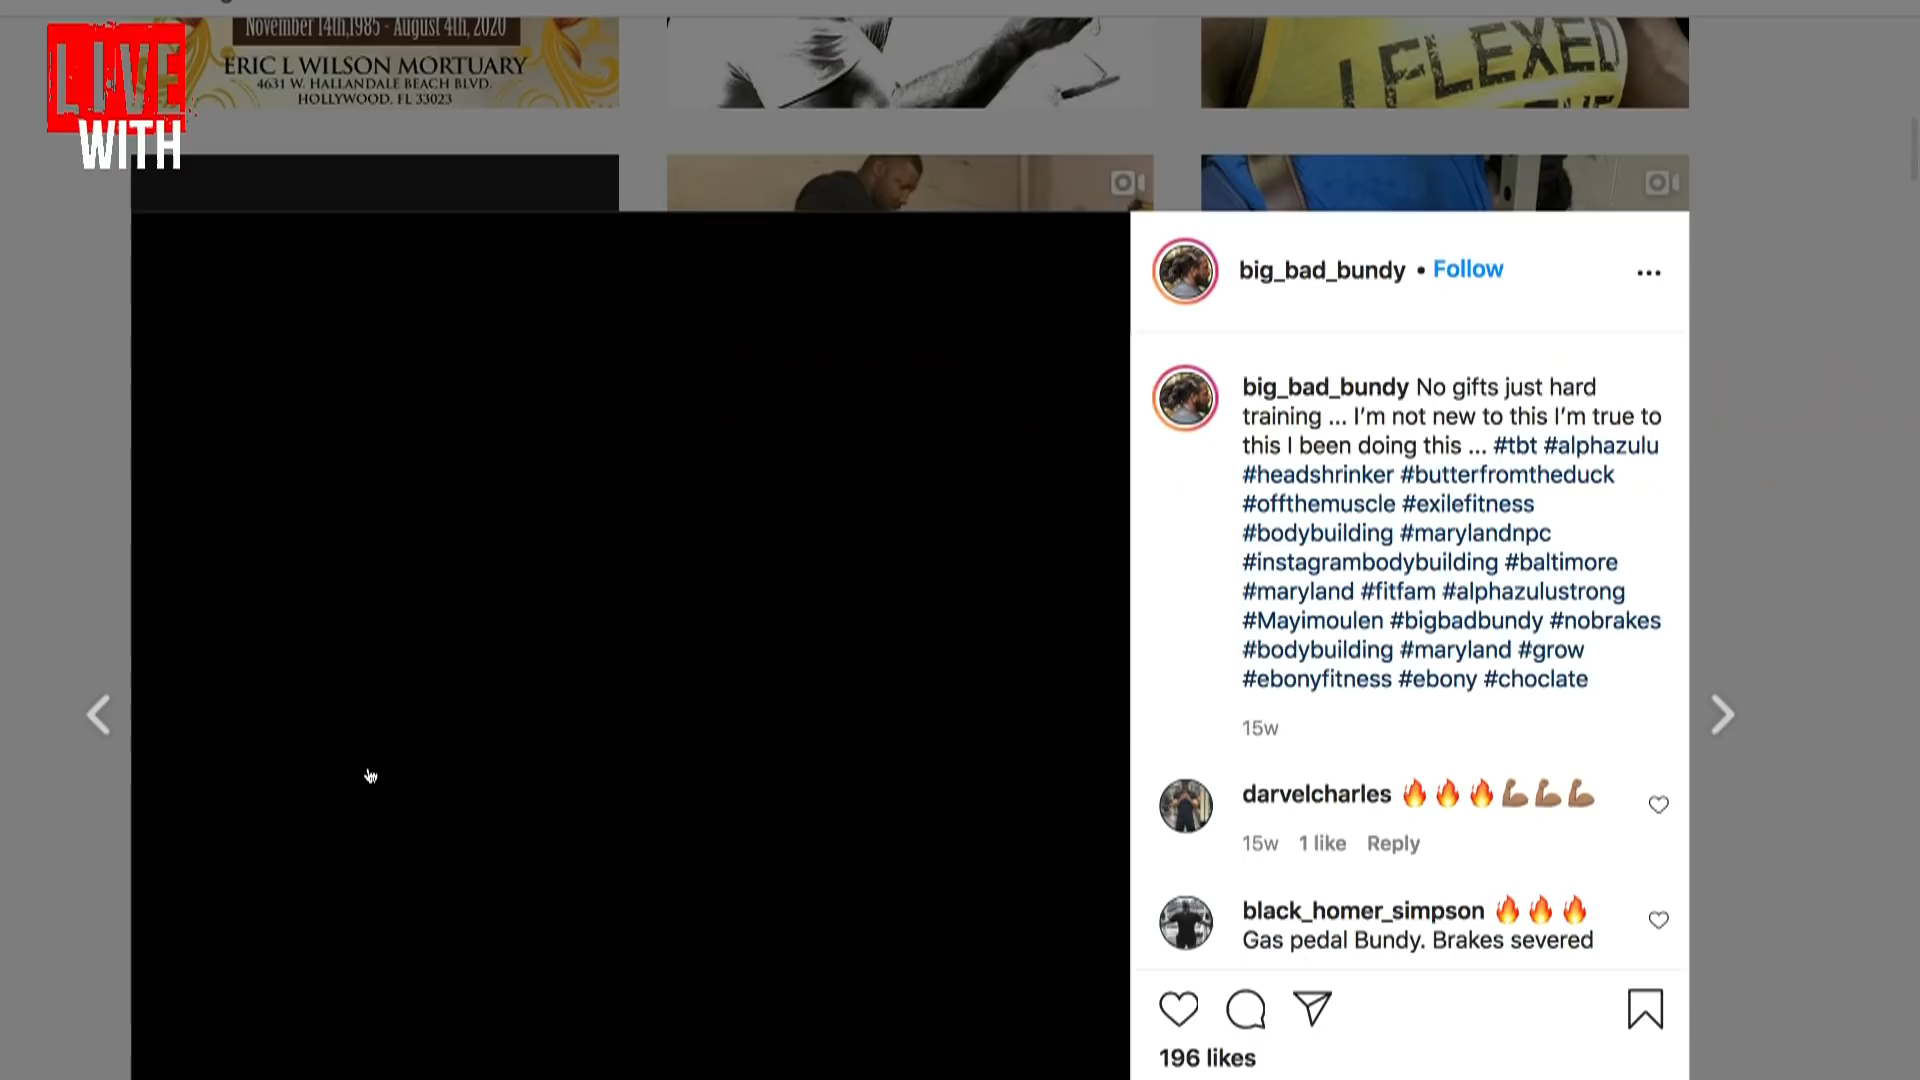 November 14th,1985 - August 4th, 2020
ERIC L WILSON MORTUARY
4631 W. HALLANDALE BEACH BLVD.
HOLLYWOOD, FL 33023
I FLEXED
LIVE
WITH
big_bad_bundy • Follow
big_bad_bundy No gifts just hard
training ... I'm not new to this I'm true to
this I been doing this ... #tbt #alphazulu
#headshrinker #butterfromtheduck
#offthemuscle #exilefitness
#bodybuilding #marylandnpc
#instagrambodybuilding #baltimore
#maryland #fitfam #alphazulustrong
#Mayimoulen #bigbadbundy #nobrakes
#bodybuilding #maryland #grow
#ebonyfitness #ebony #choclate
15w
darvelcharles 🔥🔥🔥💪🏾💪🏾💪🏾
15w 1 like Reply
black_homer_simpson 🔥🔥🔥
Gas pedal Bundy. Brakes severed
196 likes